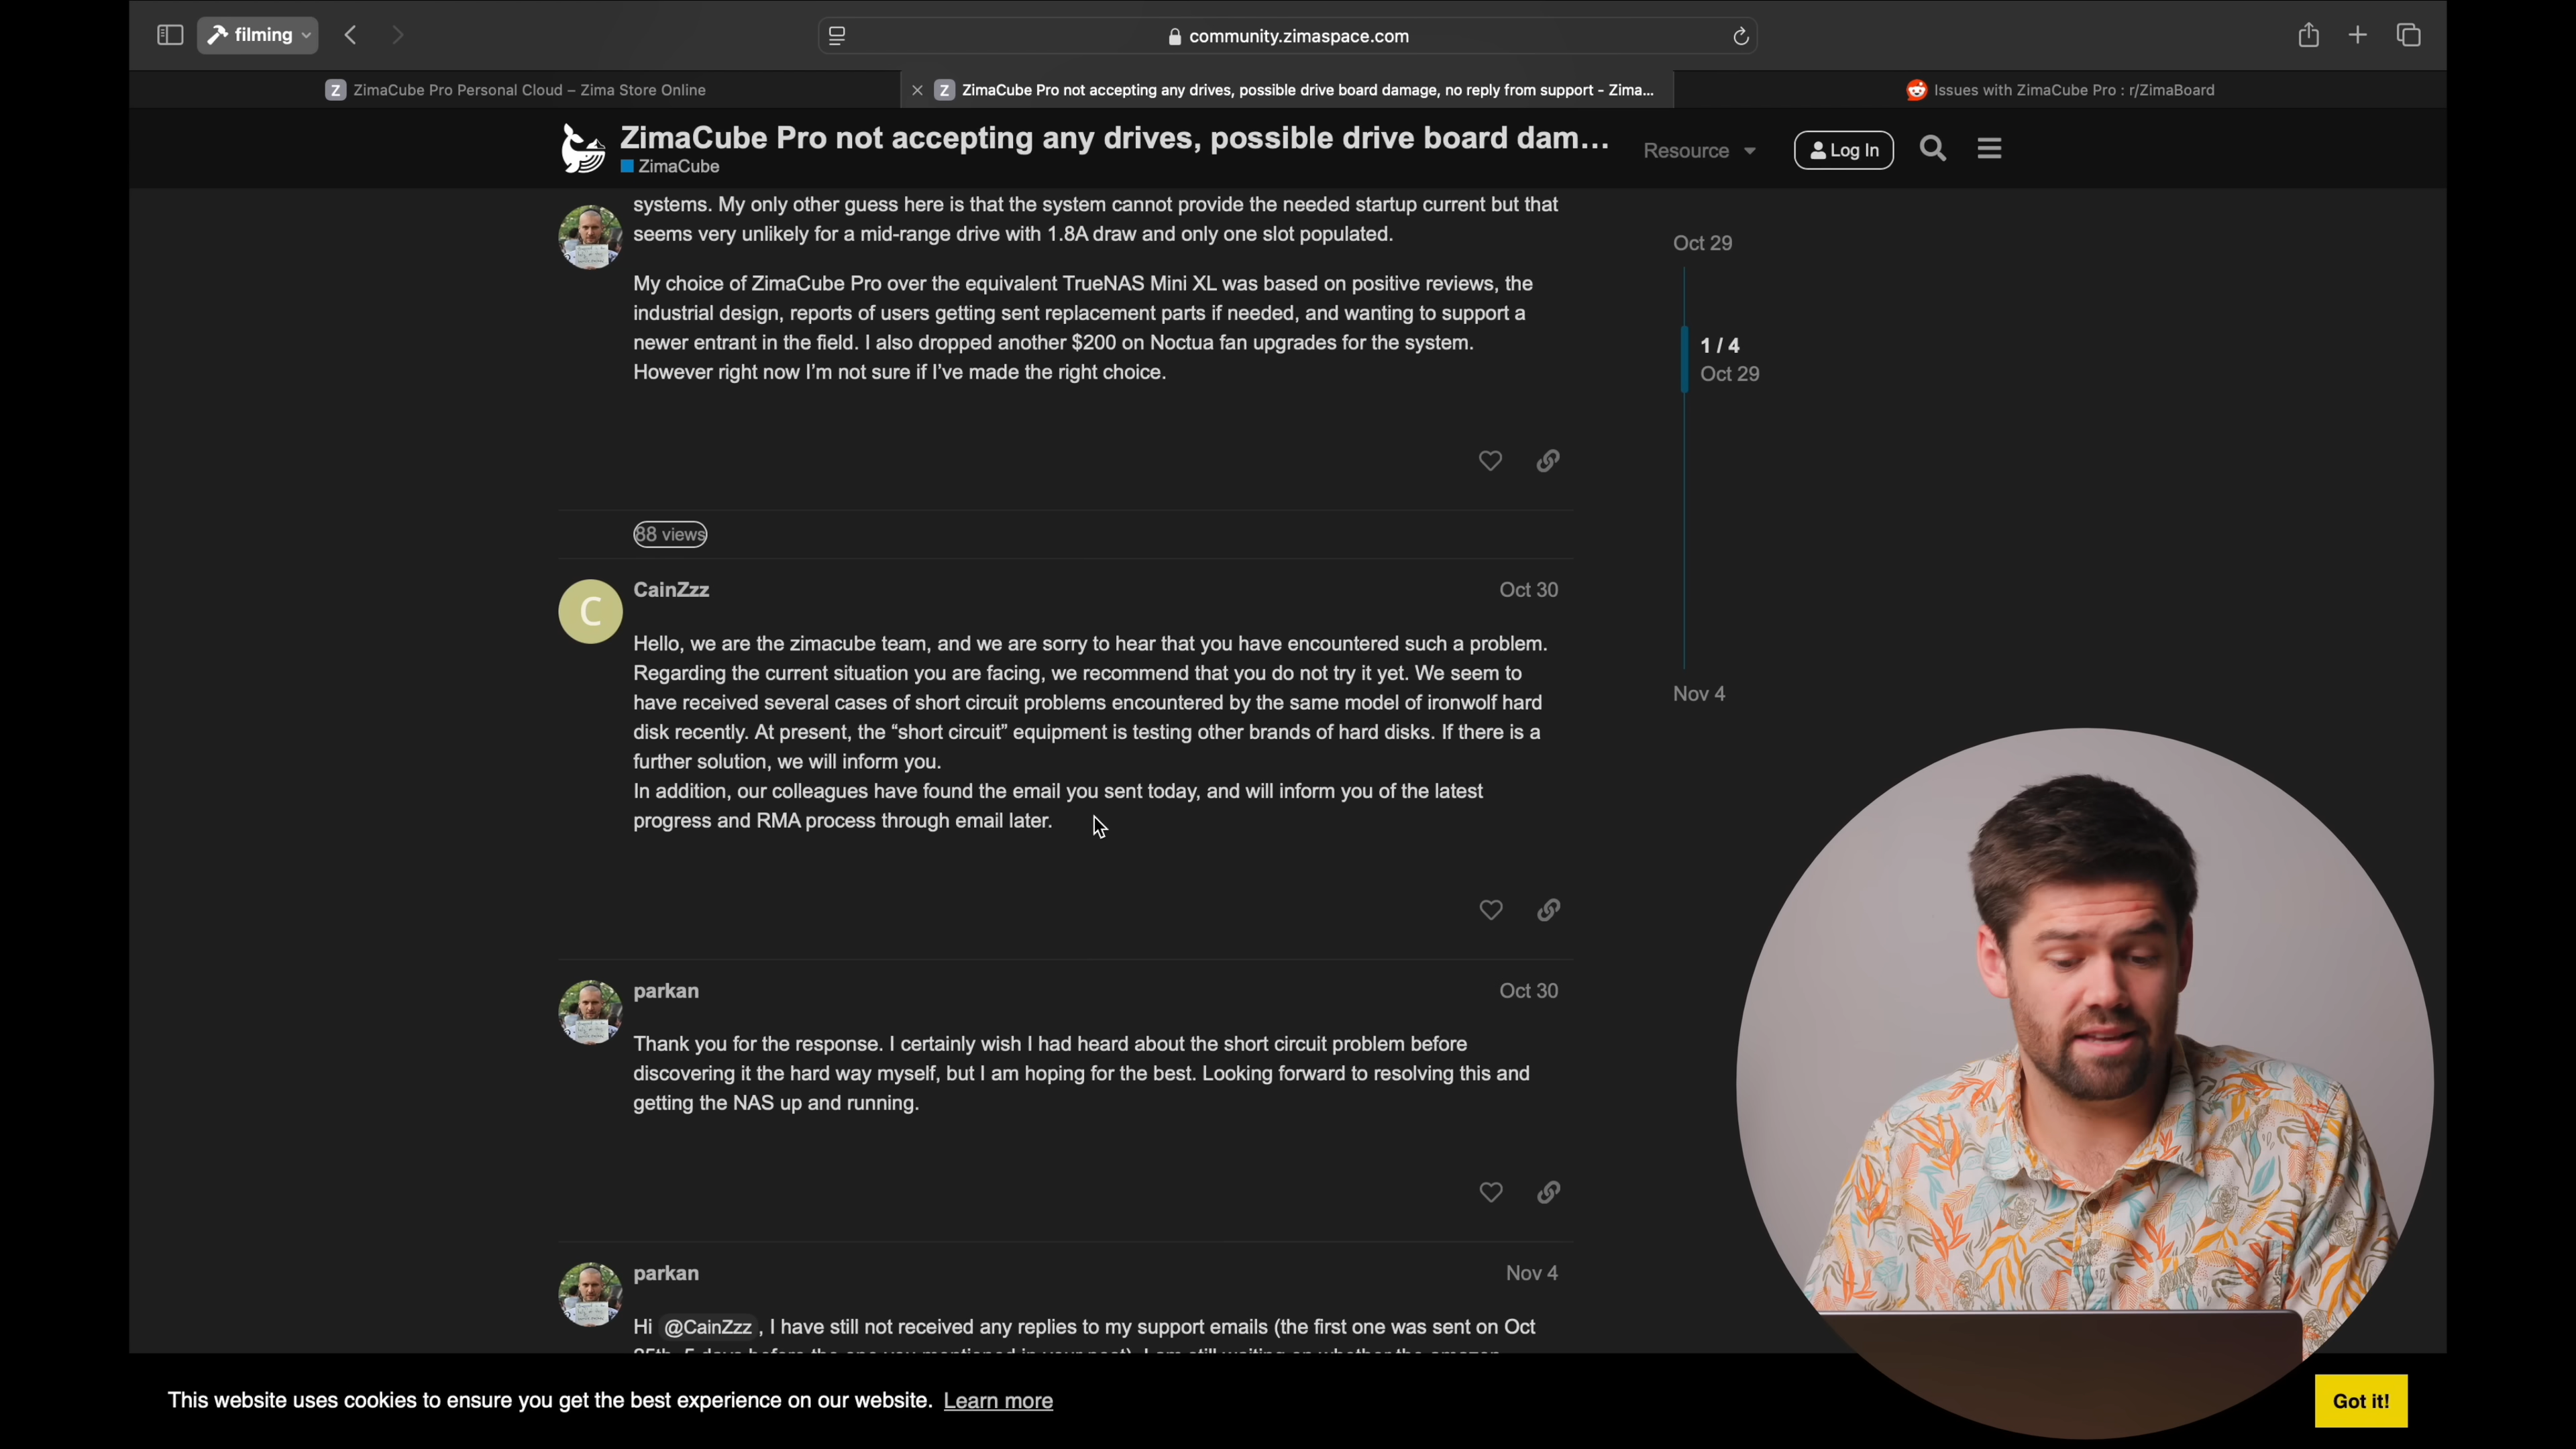 filming
community.zimaspace.com
ZimaCube Pro Personal Cloud – Zima Store Online
ZimaCube Pro not accepting any drives, possible drive board damage, no reply from support - Zima...
Issues with ZimaCube Pro : r/ZimaBoard
ZimaCube Pro not accepting any drives, possible drive board dam...
ZimaCube
Resource
Log In
systems. My only other guess here is that the system cannot provide the needed startup current but that
seems very unlikely for a mid-range drive with 1.8A draw and only one slot populated.
My choice of ZimaCube Pro over the equivalent TrueNAS Mini XL was based on positive reviews, the
industrial design, reports of users getting sent replacement parts if needed, and wanting to support a
newer entrant in the field. I also dropped another $200 on Noctua fan upgrades for the system.
However right now I'm not sure if I've made the right choice.
Oct 29
1 / 4
Oct 29
Nov 4
88 views
C
CainZzz
Oct 30
Hello, we are the zimacube team, and we are sorry to hear that you have encountered such a problem.
Regarding the current situation you are facing, we recommend that you do not try it yet. We seem to
have received several cases of short circuit problems encountered by the same model of ironwolf hard
disk recently. At present, the “short circuit” equipment is testing other brands of hard disks. If there is a
further solution, we will inform you.
In addition, our colleagues have found the email you sent today, and will inform you of the latest
progress and RMA process through email later.
parkan
Oct 30
Thank you for the response. I certainly wish I had heard about the short circuit problem before
discovering it the hard way myself, but I am hoping for the best. Looking forward to resolving this and
getting the NAS up and running.
parkan
Nov 4
Hi @CainZzz , I have still not received any replies to my support emails (the first one was sent on Oct
This website uses cookies to ensure you get the best experience on our website. Learn more
Got it!